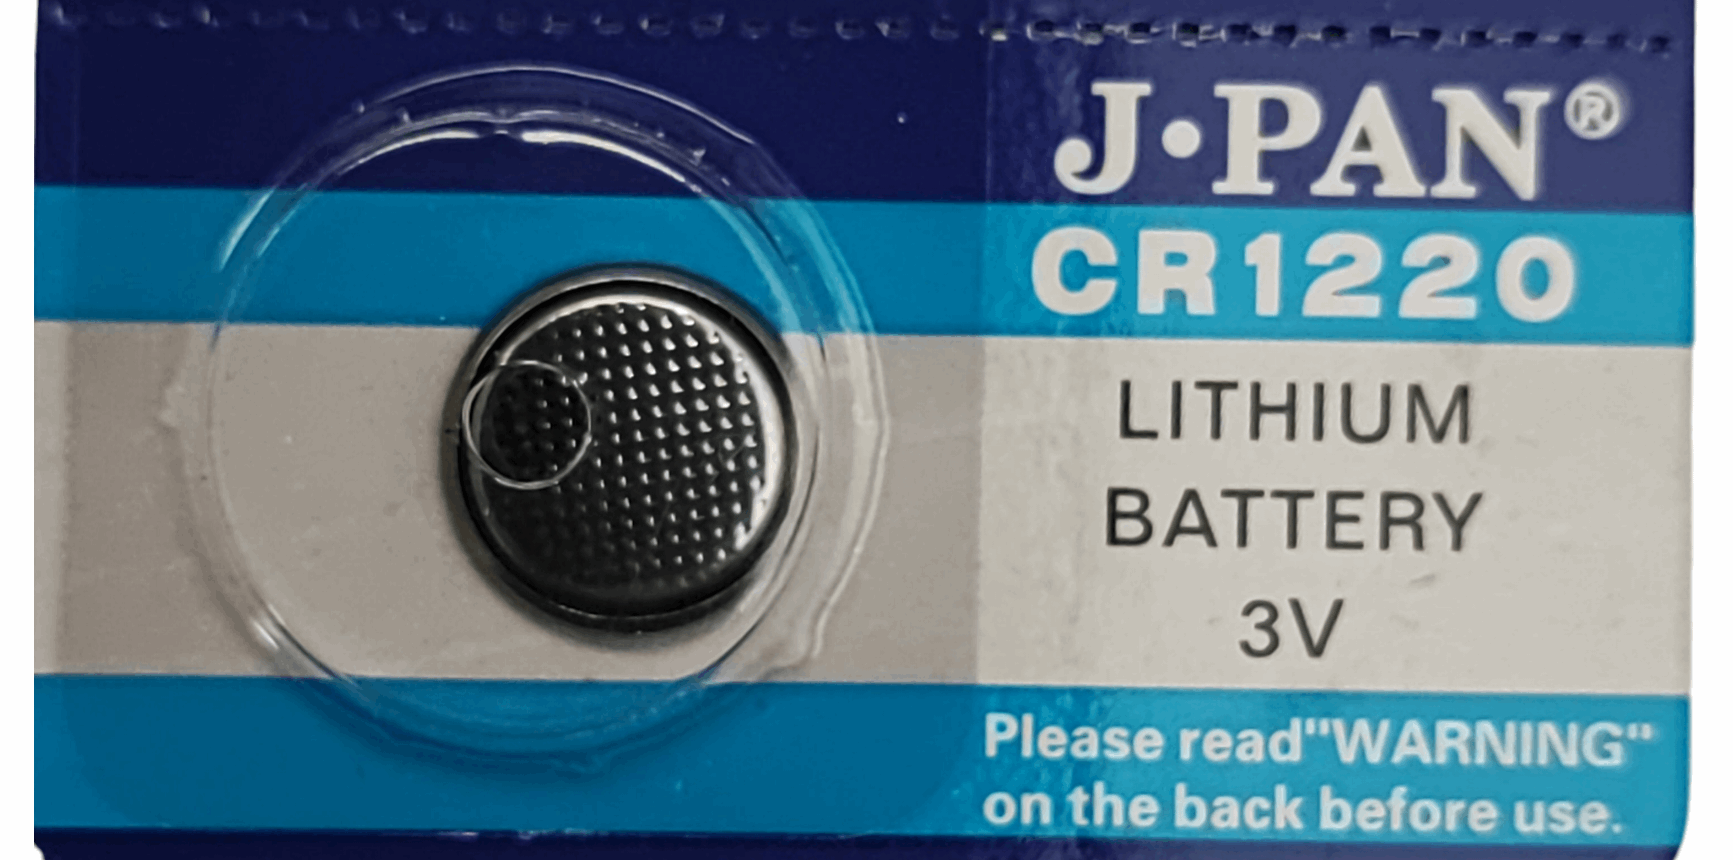 J·PAN®
CR1220
LITHIUM
BATTERY
3V
Please read"WARNING"
on the back before use.